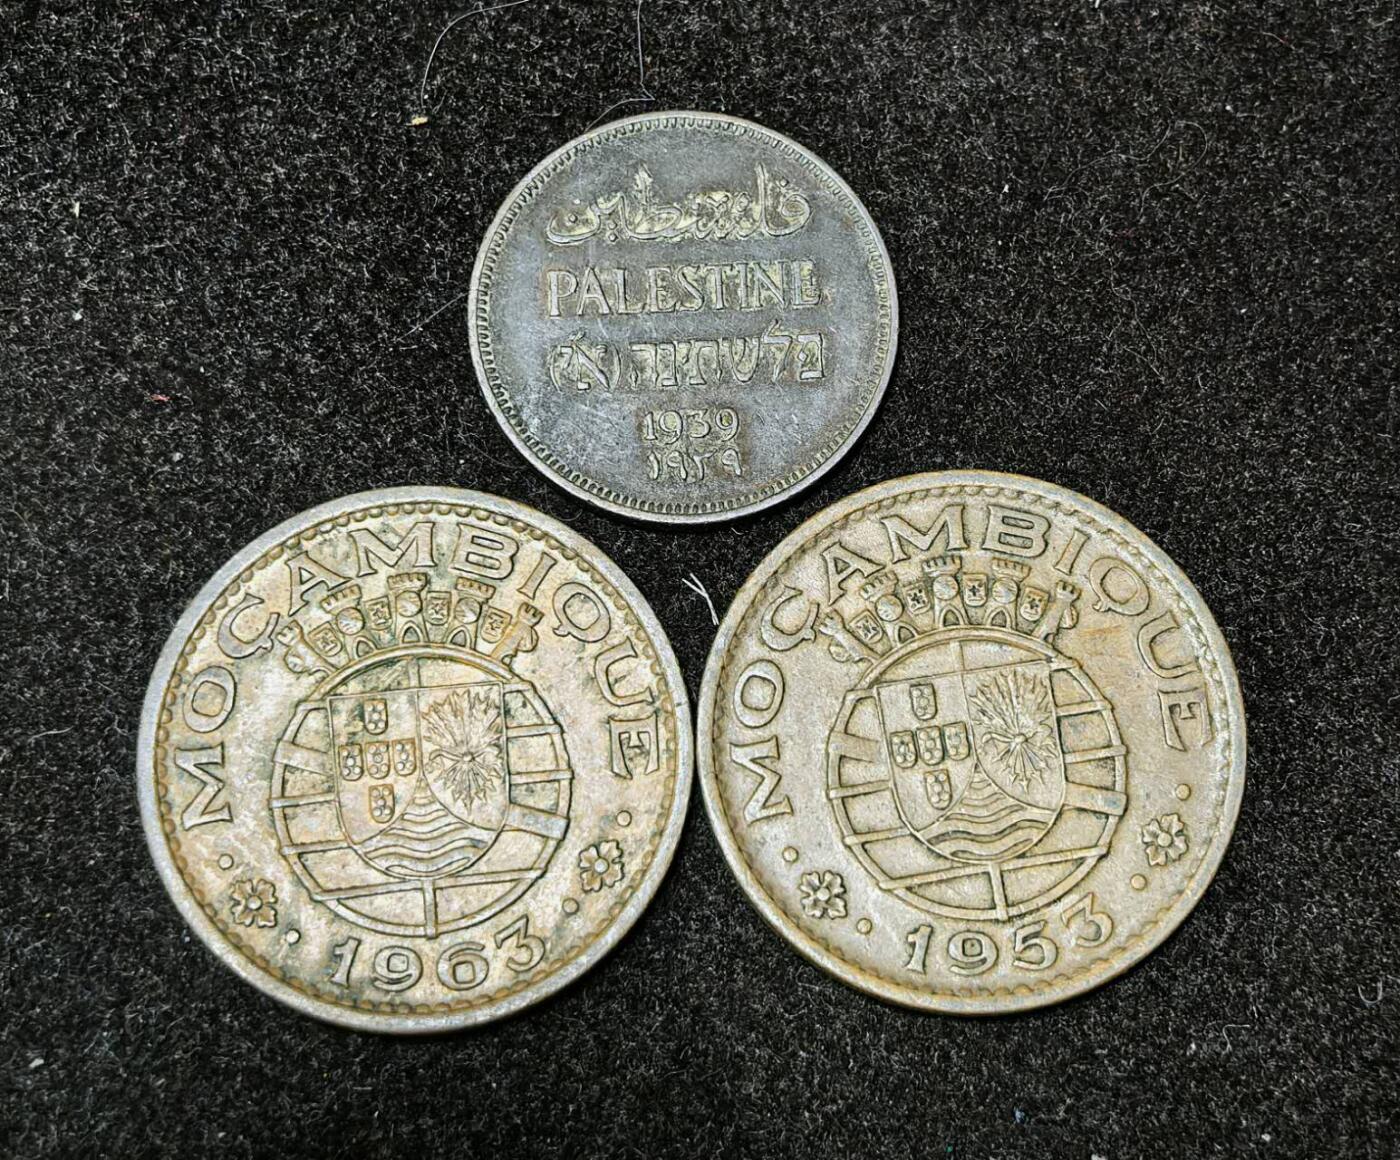 فلسطين
PALESTINE
פלשתינה (א״י)
1939
١٩٣٩
MOÇAMBIQUE
1963
MOÇAMBIQUE
1953